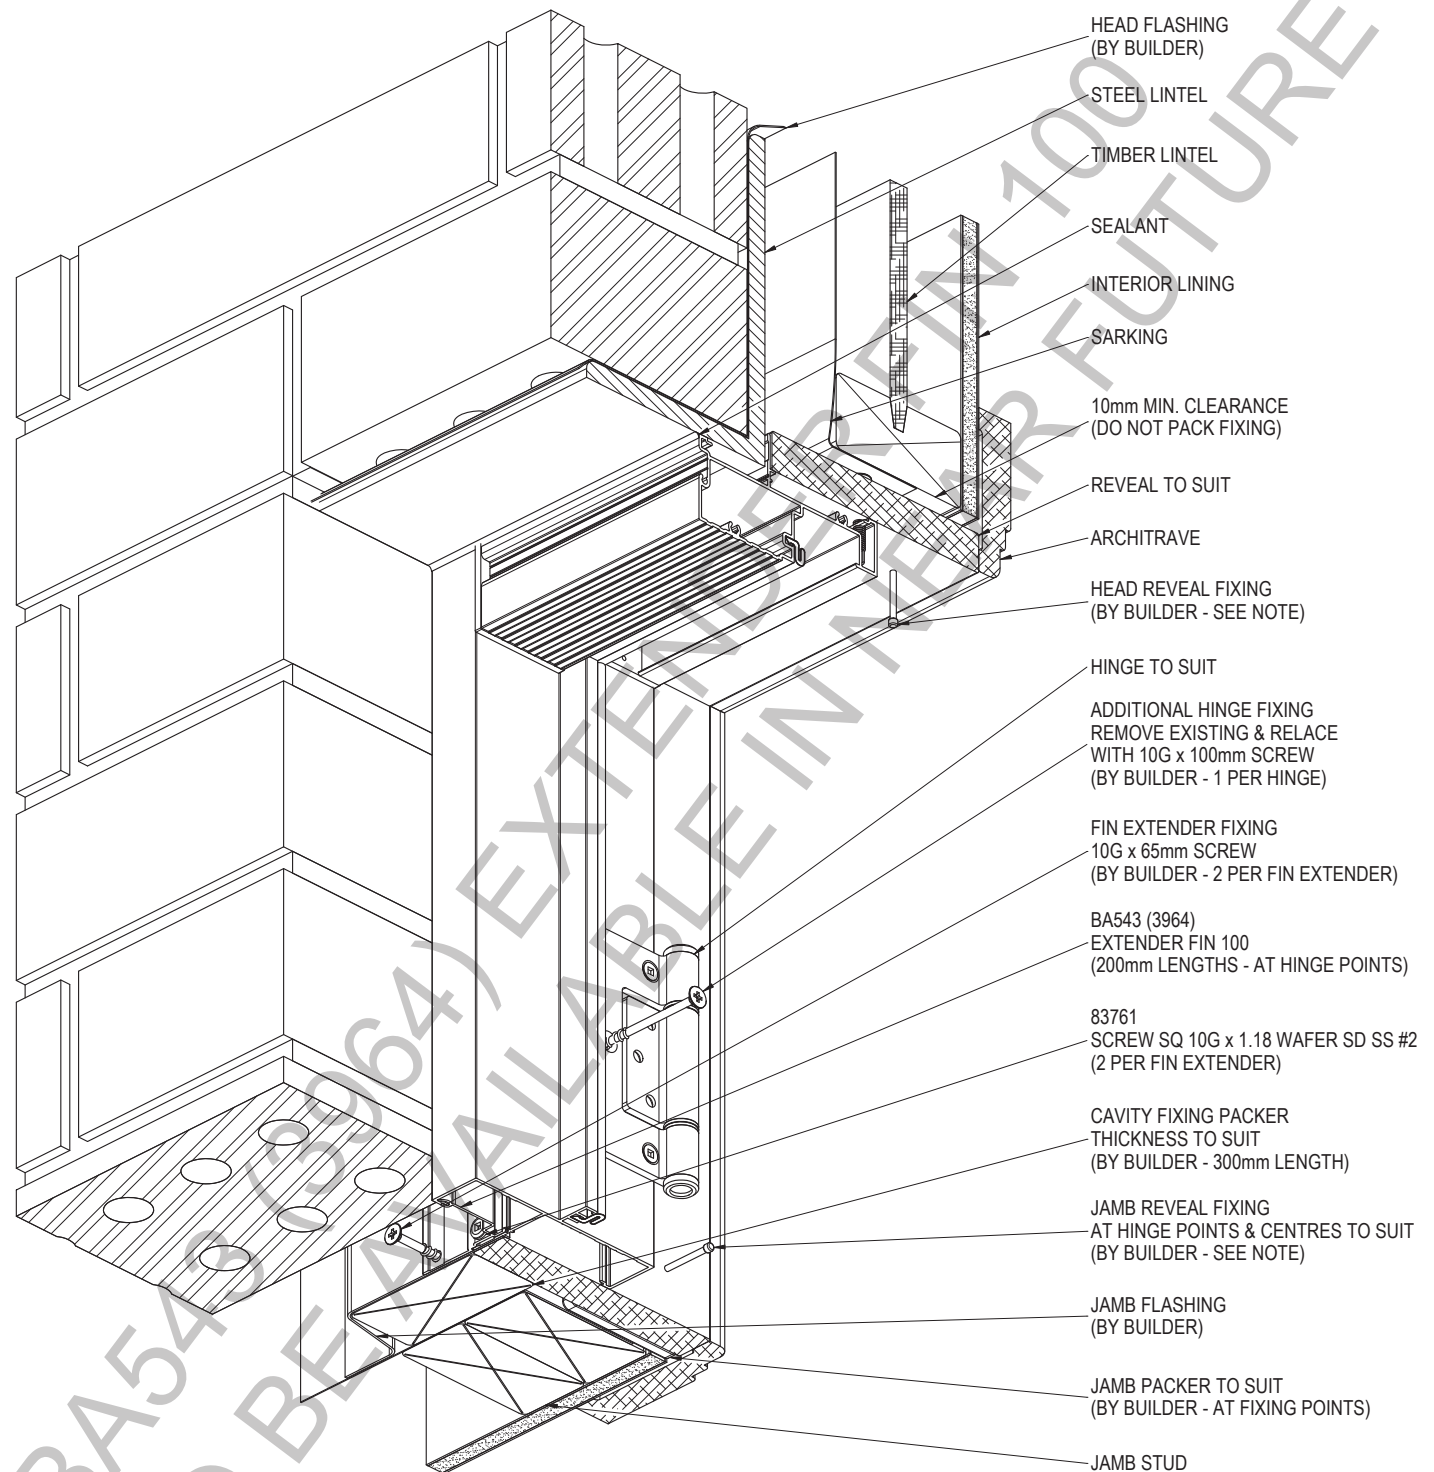 HEAD FLASHING
(BY BUILDER)
STEEL LINTEL
TIMBER LINTEL
SEALANT
INTERIOR LINING
SARKING
10mm MIN. CLEARANCE
(DO NOT PACK FIXING)
REVEAL TO SUIT
ARCHITRAVE
HEAD REVEAL FIXING
(BY BUILDER - SEE NOTE)
HINGE TO SUIT
ADDITIONAL HINGE FIXING
REMOVE EXISTING & RELACE
WITH 10G x 100mm SCREW
(BY BUILDER - 1 PER HINGE)
FIN EXTENDER FIXING
10G x 65mm SCREW
(BY BUILDER - 2 PER FIN EXTENDER)
BA543 (3964)
EXTENDER FIN 100
(200mm LENGTHS - AT HINGE POINTS)
83761
SCREW SQ 10G x 1.18 WAFER SD SS #2
(2 PER FIN EXTENDER)
CAVITY FIXING PACKER
THICKNESS TO SUIT
(BY BUILDER - 300mm LENGTH)
JAMB REVEAL FIXING
AT HINGE POINTS & CENTRES TO SUIT
(BY BUILDER - SEE NOTE)
JAMB FLASHING
(BY BUILDER)
JAMB PACKER TO SUIT
(BY BUILDER - AT FIXING POINTS)
JAMB STUD
BA543 (3964) EXTENDER FIN 100
BE AVAILABLE IN NEAR FUTURE